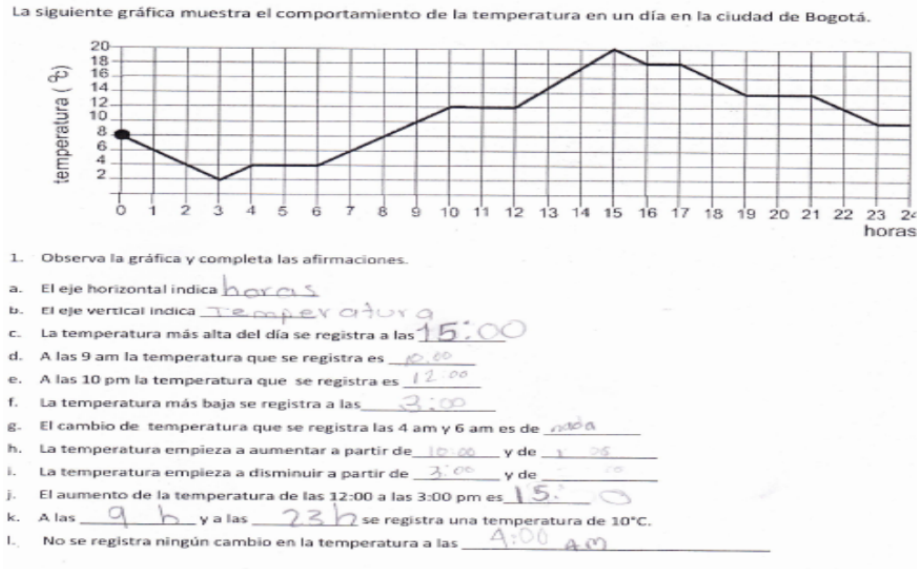 La siguiente gráfica muestra el comportamiento de la temperatura en un día en la ciudad de Bogotá.
temperatura (ºC)
20
18
16
14
12
10
8
6
4
2
0 1 2 3 4 5 6 7 8 9 10 11 12 13 14 15 16 17 18 19 20 21 22 23 24
horas
1. Observa la gráfica y completa las afirmaciones.
a. El eje horizontal indica horas
b. El eje vertical indica Temperatura
c. La temperatura más alta del día se registra a las 15:00
d. A las 9 am la temperatura que se registra es 10.00
e. A las 10 pm la temperatura que se registra es 12:00
f. La temperatura más baja se registra a las 3:00
g. El cambio de temperatura que se registra las 4 am y 6 am es de nada
h. La temperatura empieza a aumentar a partir de 10:00 y de
i. La temperatura empieza a disminuir a partir de 3:00 y de
j. El aumento de la temperatura de las 12:00 a las 3:00 pm es 15:
k. A las 9 h y a las 23 h se registra una temperatura de 10°C.
l. No se registra ningún cambio en la temperatura a las 4:00 AM